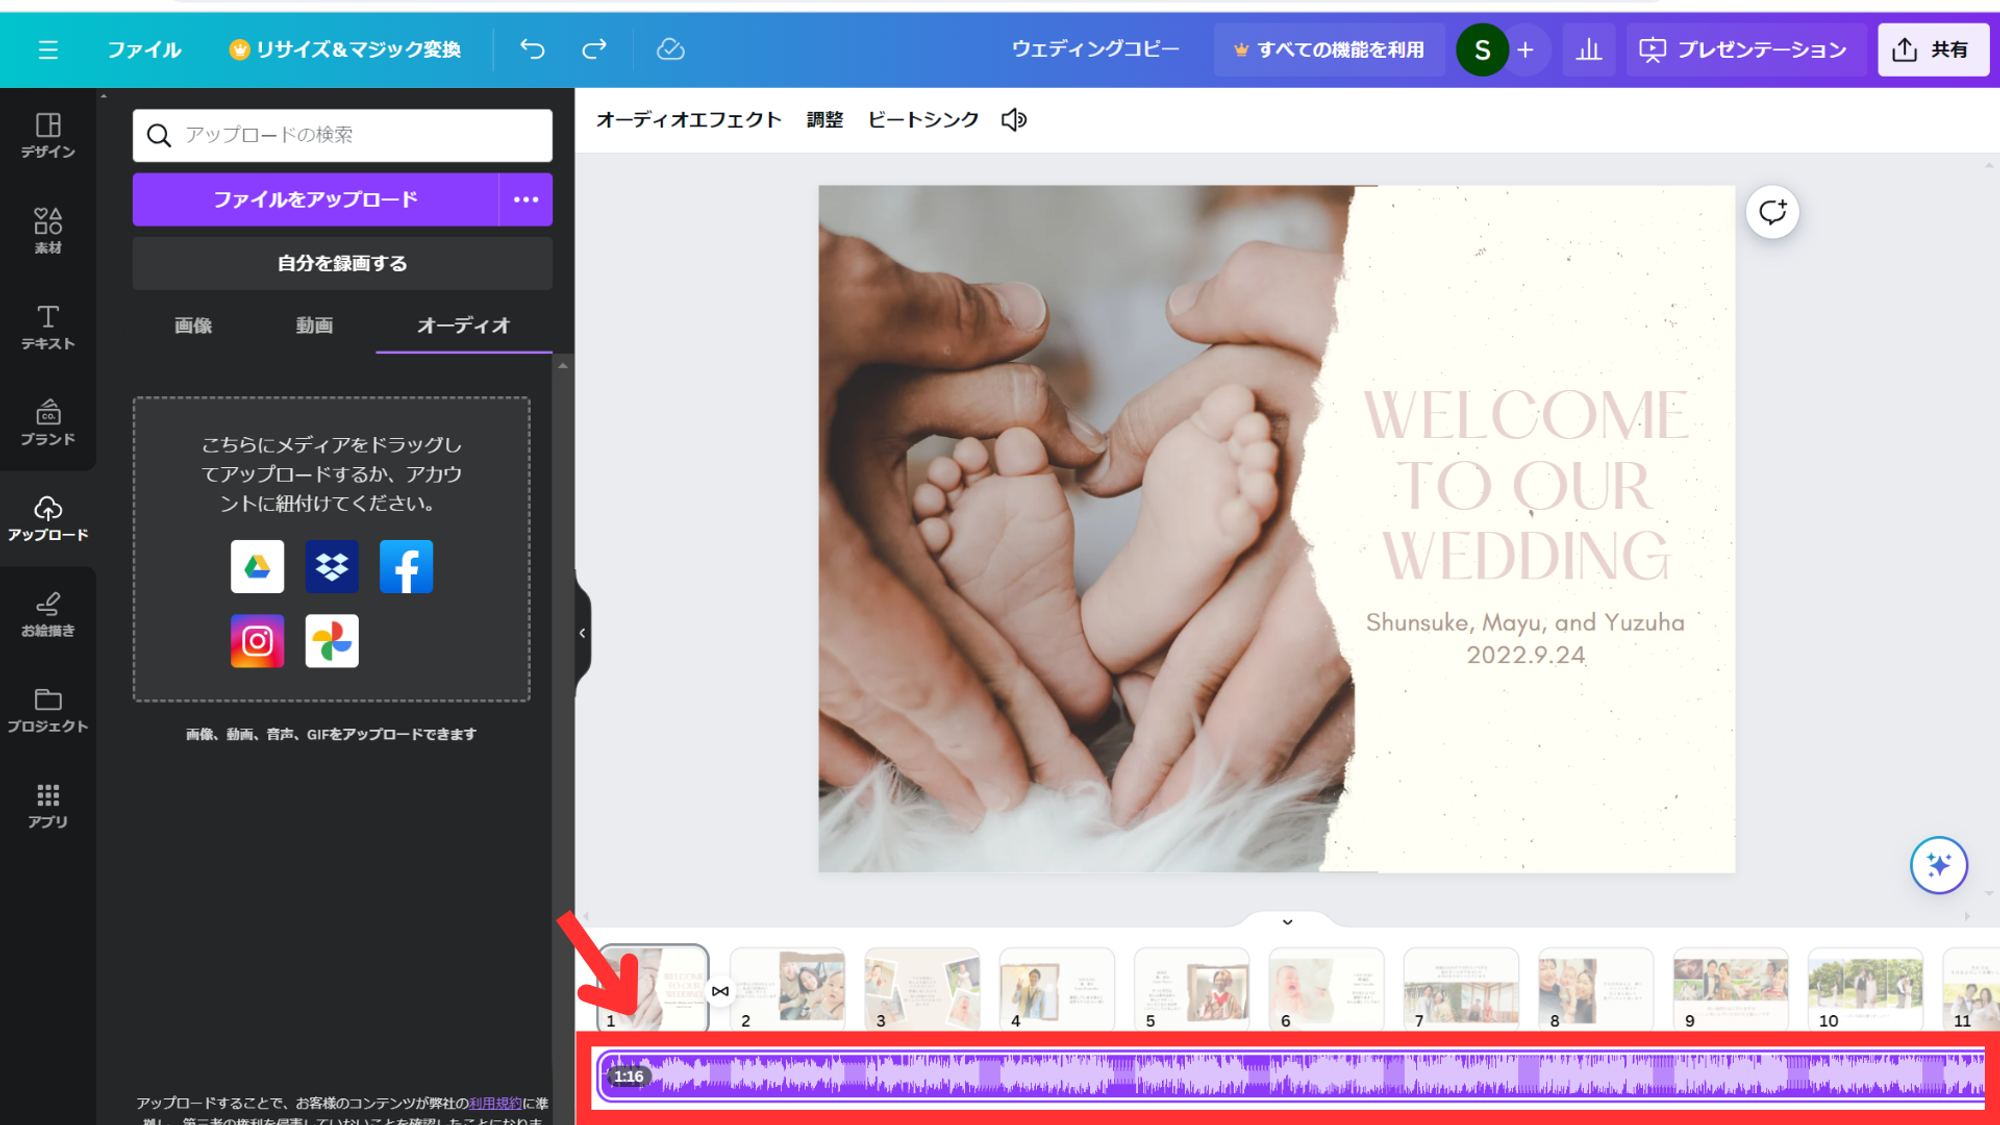 ファイル
リサイズ＆マジック変換
ウェディングコピー
すべての機能を利用
S
プレゼンテーション
共有
デザイン
素材
テキスト
ブランド
co.
アップロード
お絵描き
プロジェクト
アプリ
アップロードの検索
ファイルをアップロード
自分を録画する
画像
動画
オーディオ
こちらにメディアをドラッグし
てアップロードするか、アカウ
ントに紐付けてください。
画像、動画、音声、GIFをアップロードできます
アップロードすることで、お客様のコンテンツが弊社の利用規約に準
拠し、第三者の権利を侵害していないことを確認したことになりま
オーディオエフェクト
調整
ビートシンク
WELCOME
TO OUR
WEDDING
Shunsuke, Mayu, and Yuzuha
2022.9.24
WELCOME
TO OUR
WEDDING
1
2
3
4
5
6
7
8
9
10
11
1:16